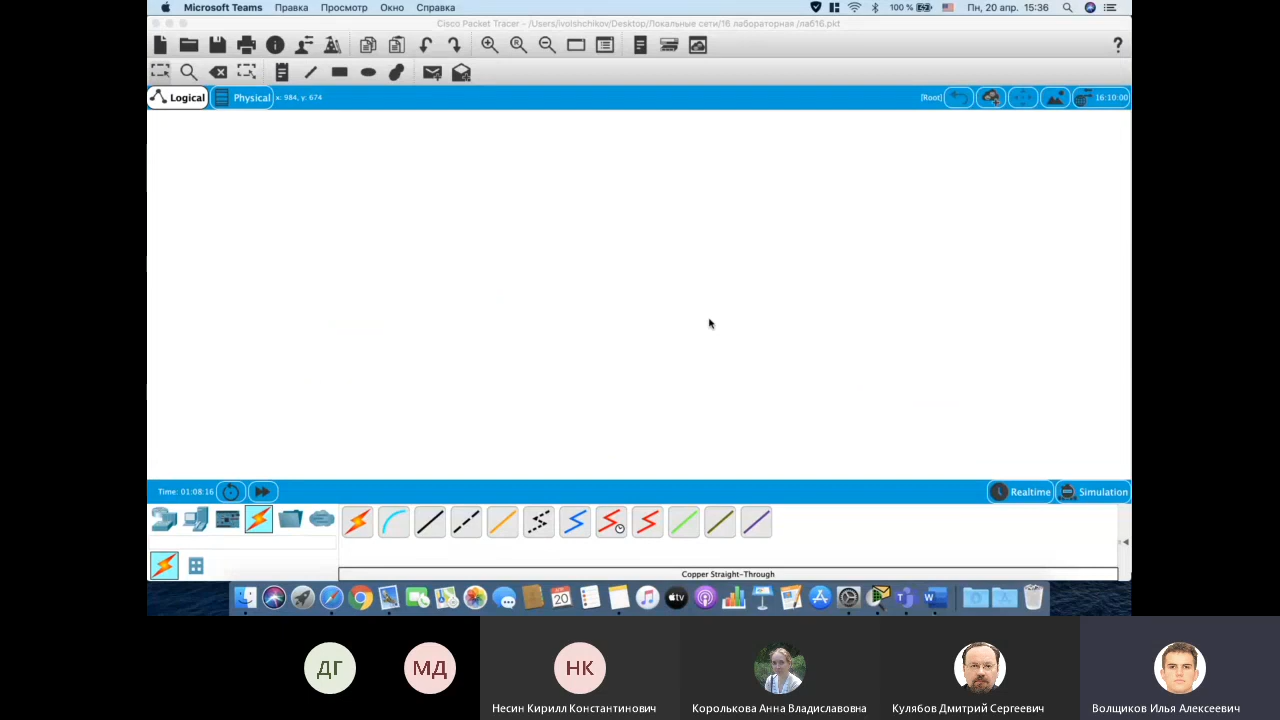 Microsoft Teams Правка Просмотр Окно Справка 100 % Пн, 20 апр. 15:36
Cisco Packet Tracer - /Users/ivolshchikov/Desktop/Локальные сети/16 лабораторная /лаб16.pkt
?
Logical Physical x: 984, y: 674 [Root] 16:10:00
Time: 01:08:16 Realtime Simulation
Copper Straight-Through
20
tv
W
ДГ МД НК
Несин Кирилл Константинович Королькова Анна Владиславовна Кулябов Дмитрий Сергеевич Волщиков Илья Алексеевич